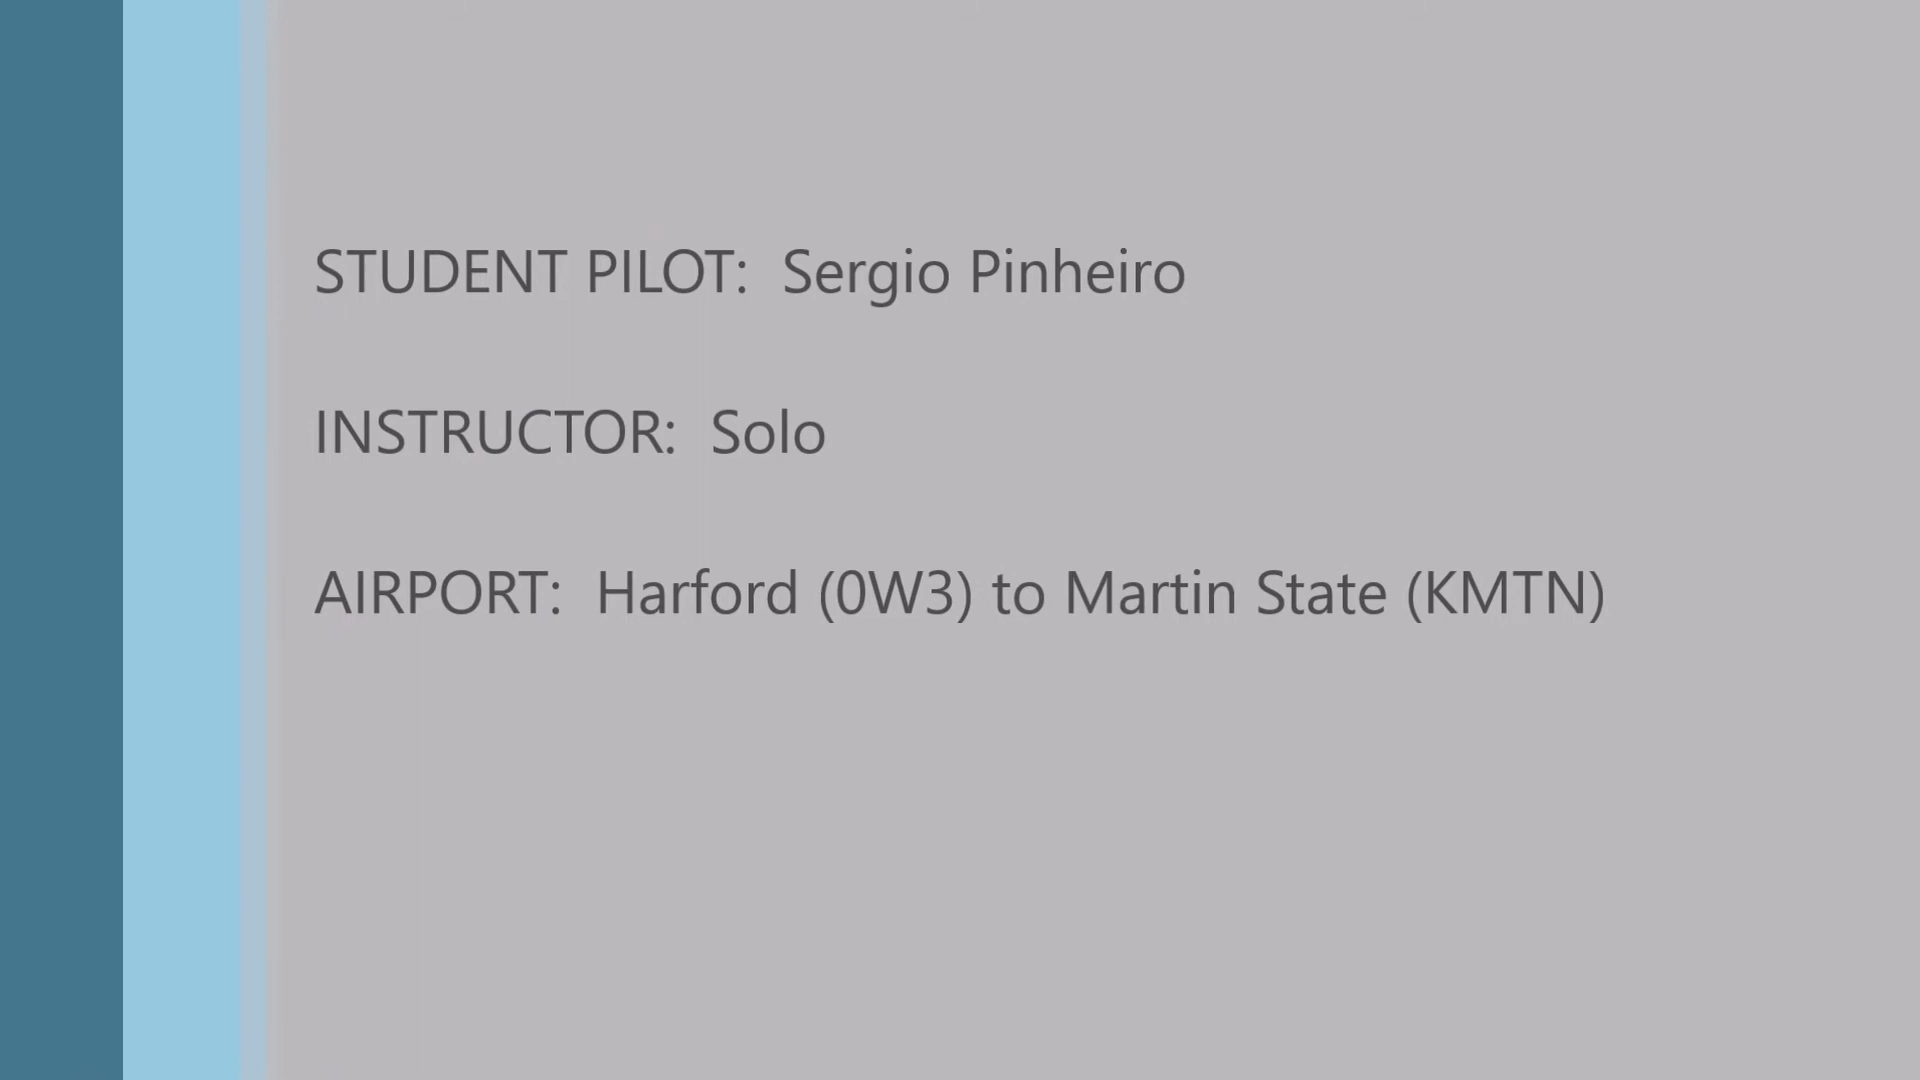 STUDENT PILOT: Sergio Pinheiro
INSTRUCTOR: Solo
AIRPORT: Harford (0W3) to Martin State (KMTN)